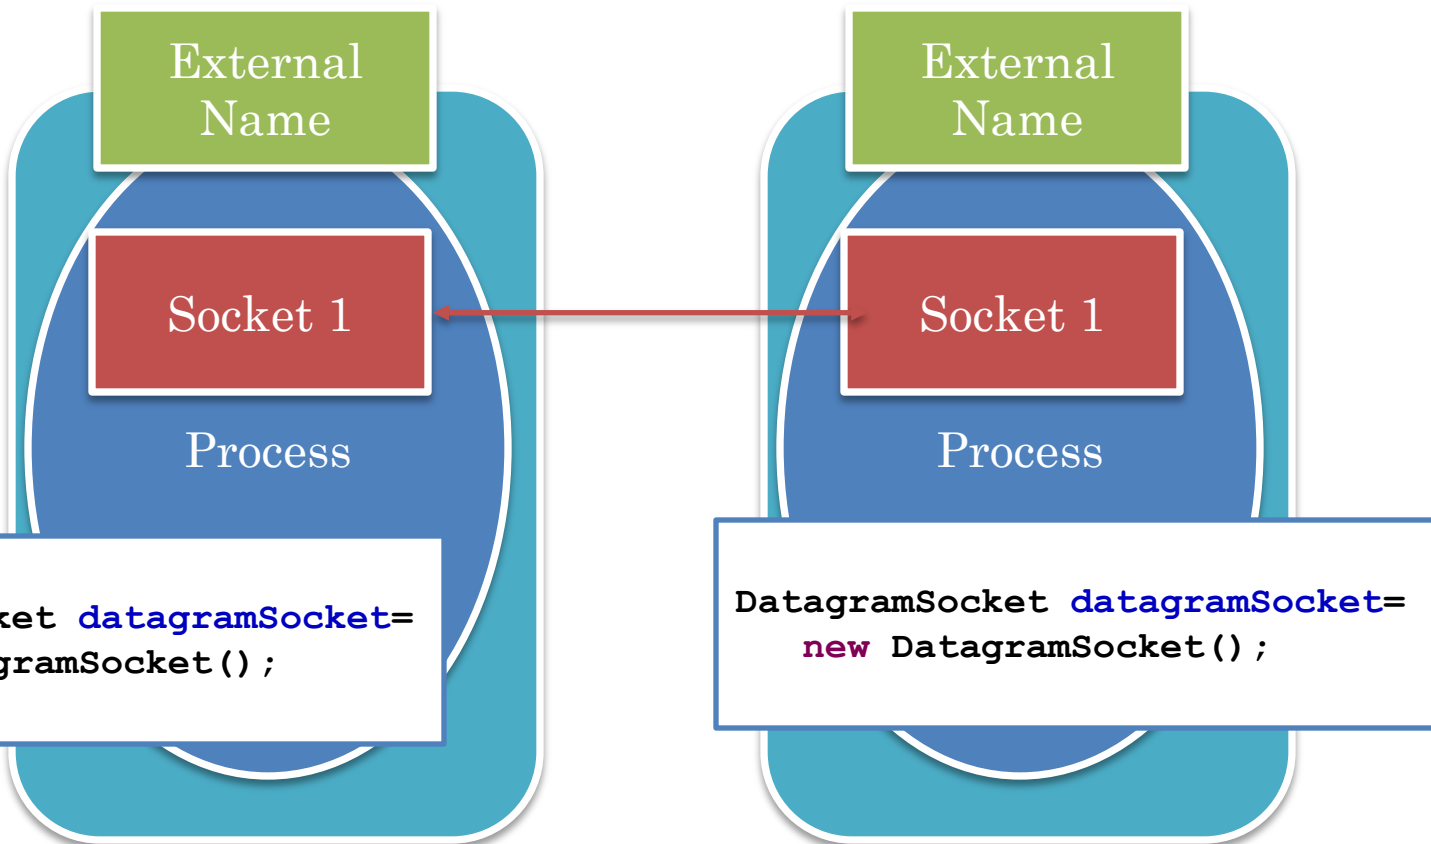 External
Name
Socket 1
Process
ket datagramSocket=
gramSocket();
External
Name
Socket 1
Process
DatagramSocket datagramSocket=
new DatagramSocket();